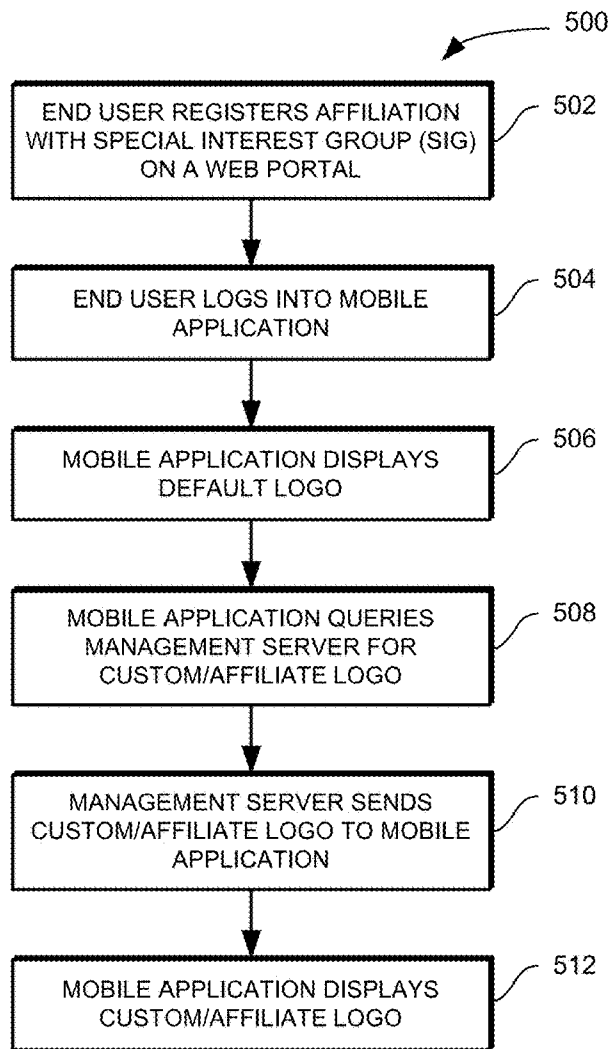 500
END USER REGISTERS AFFILIATION
WITH SPECIAL INTEREST GROUP (SIG)
ON A WEB PORTAL
502
END USER LOGS INTO MOBILE
APPLICATION
504
MOBILE APPLICATION DISPLAYS
DEFAULT LOGO
506
MOBILE APPLICATION QUERIES
MANAGEMENT SERVER FOR
CUSTOM/AFFILIATE LOGO
508
MANAGEMENT SERVER SENDS
CUSTOM/AFFILIATE LOGO TO MOBILE
APPLICATION
510
MOBILE APPLICATION DISPLAYS
CUSTOM/AFFILIATE LOGO
512